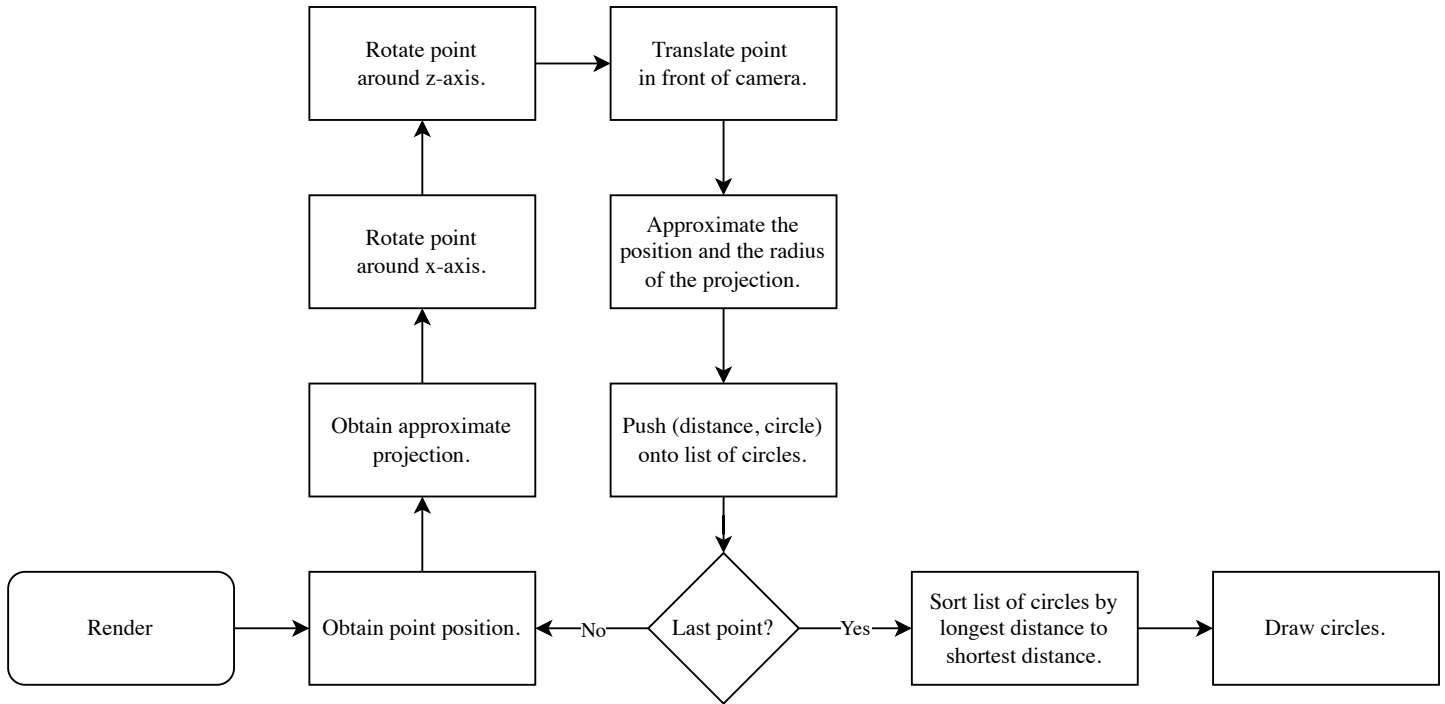 Rotate point
around z-axis.
Translate point
in front of camera.
Rotate point
around x-axis.
Approximate the
position and the radius
of the projection.
Obtain approximate
projection.
Push (distance, circle)
onto list of circles.
Render
Obtain point position.
No
Last point?
Yes
Sort list of circles by
longest distance to
shortest distance.
Draw circles.